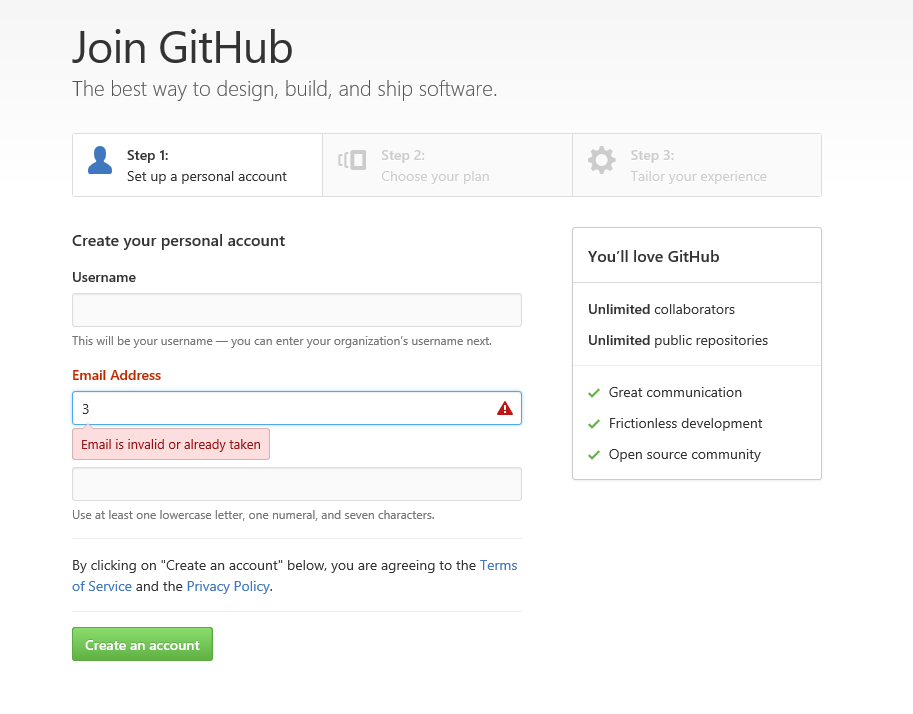 Join GitHub
The best way to design, build, and ship software.
Step 1:
Set up a personal account
Step 2:
Choose your plan
Step 3:
Tailor your experience
Create your personal account
Username
This will be your username — you can enter your organization's username next.
Email Address
3
Email is invalid or already taken
Use at least one lowercase letter, one numeral, and seven characters.
By clicking on "Create an account" below, you are agreeing to the Terms
of Service and the Privacy Policy.
Create an account
You'll love GitHub
Unlimited collaborators
Unlimited public repositories
Great communication
Frictionless development
Open source community